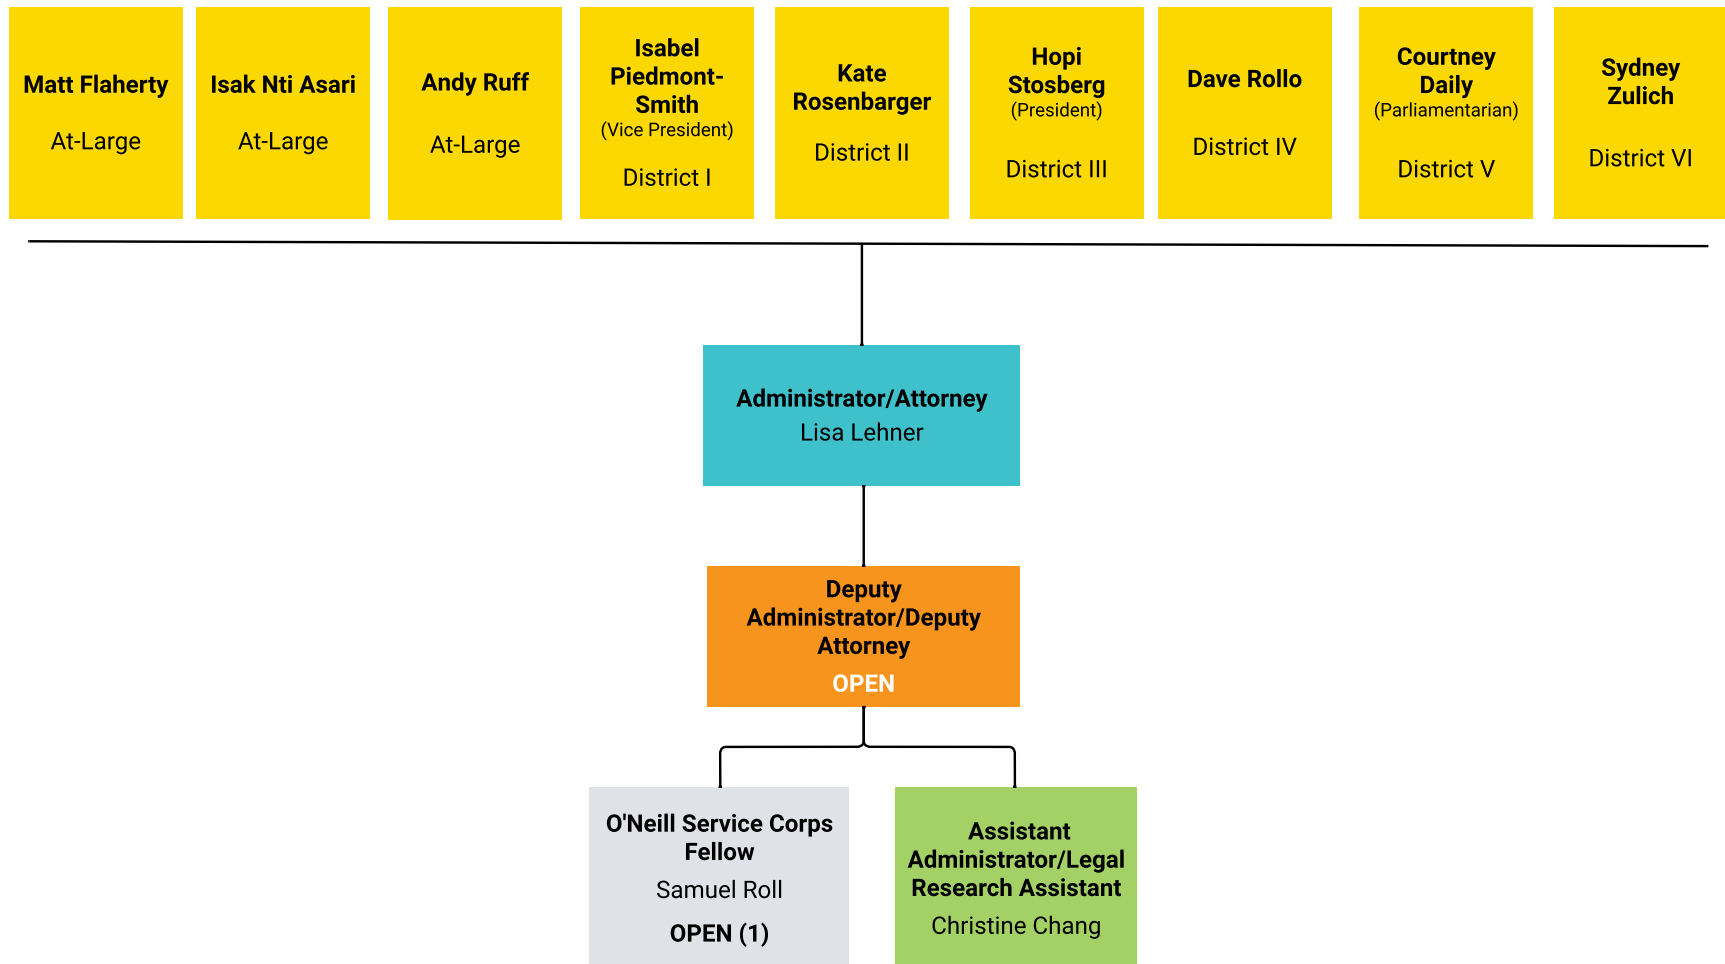 Matt Flaherty
At-Large
Isak Nti Asari
At-Large
Andy Ruff
At-Large
Isabel
Piedmont-
Smith
(Vice President)
District I
Kate
Rosenbarger
District II
Hopi
Stosberg
(President)
District III
Dave Rollo
District IV
Courtney
Daily
(Parliamentarian)
District V
Sydney
Zulich
District VI
Administrator/Attorney
Lisa Lehner
Deputy
Administrator/Deputy
Attorney
OPEN
O'Neill Service Corps
Fellow
Samuel Roll
OPEN (1)
Assistant
Administrator/Legal
Research Assistant
Christine Chang